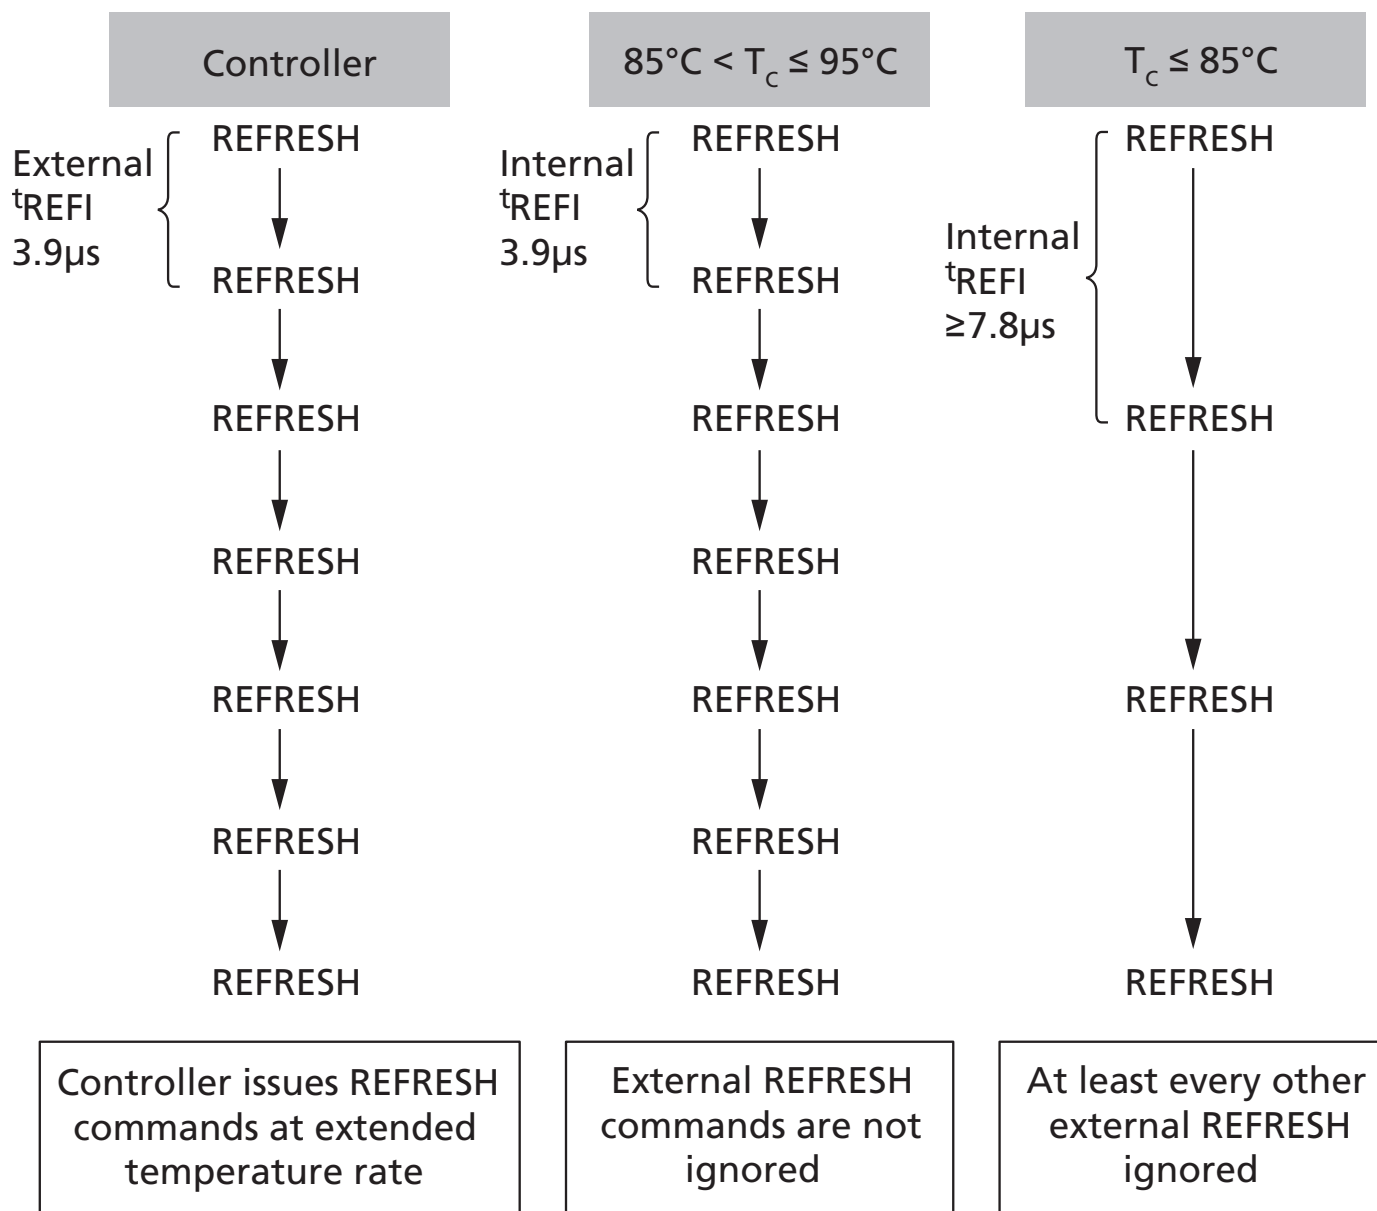 Controller
85°C < TC ≤ 95°C
TC ≤ 85°C
External
tREFI
3.9µs
REFRESH
REFRESH
REFRESH
REFRESH
REFRESH
REFRESH
REFRESH
Controller issues REFRESH
commands at extended
temperature rate
Internal
tREFI
3.9µs
REFRESH
REFRESH
REFRESH
REFRESH
REFRESH
REFRESH
REFRESH
External REFRESH
commands are not
ignored
Internal
tREFI
≥7.8µs
REFRESH
REFRESH
REFRESH
REFRESH
At least every other
external REFRESH
ignored